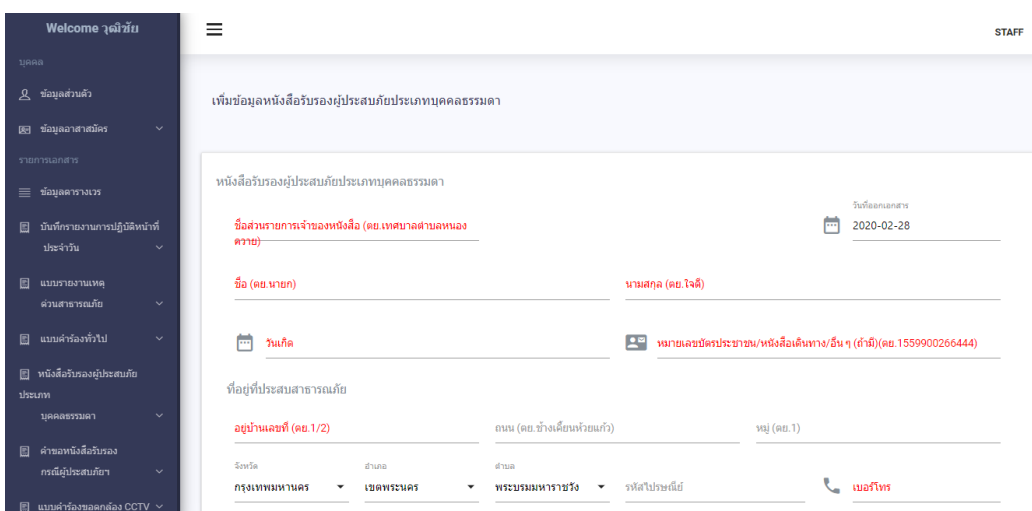 Welcome วุฒิชัย
STAFF
บุคคล
ข้อมูลส่วนตัว
ข้อมูลอาสาสมัคร
รายการเอกสาร
ข้อมูลตารางเวร
บันทึกรายงานการปฏิบัติหน้าที่
ประจำวัน
แบบรายงานเหตุ
ด่วนสาธารณภัย
แบบคำร้องทั่วไป
หนังสือรับรองผู้ประสบภัย
ประเภท
บุคคลธรรมดา
คำขอหนังสือรับรอง
กรณีผู้ประสบภัยฯ
แบบคำร้องขอดูกล้อง CCTV
เพิ่มข้อมูลหนังสือรับรองผู้ประสบภัยประเภทบุคคลธรรมดา
หนังสือรับรองผู้ประสบภัยประเภทบุคคลธรรมดา
วันที่ออกเอกสาร
ชื่อส่วนรายการเจ้าของหนังสือ (ตย.เทศบาลตำบลหนอง
ควาย)
2020-02-28
ชื่อ (ตย.นายก)
นามสกุล (ตย.ใจดี)
วันเกิด
หมายเลขบัตรประชาชน/หนังสือเดินทาง/อื่น ๆ (ถ้ามี)(ตย.1559900266444)
ที่อยู่ที่ประสบสาธารณภัย
อยู่บ้านเลขที่ (ตย.1/2)
ถนน (ตย.ช้างเคี้ยนห้วยแก้ว)
หมู่ (ตย.1)
จังหวัด
อำเภอ
ตำบล
กรุงเทพมหานคร
เขตพระนคร
พระบรมมหาราชวัง
รหัสไปรษณีย์
เบอร์โทร